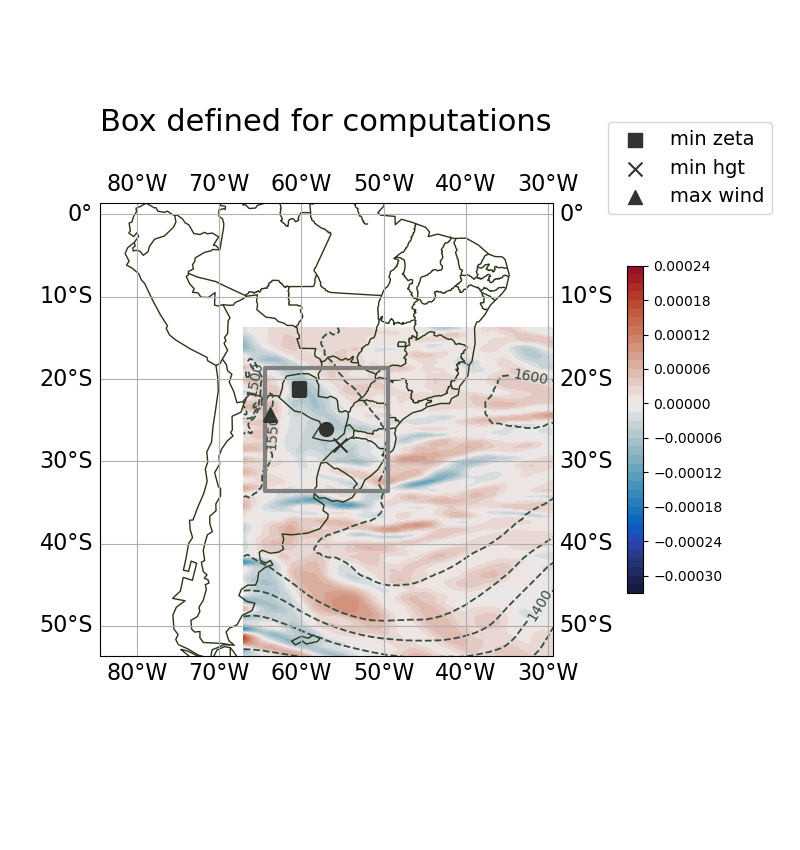 Box defined for computations
min zeta
min hgt
max wind
80°W 70°W 60°W 50°W 40°W 30°W
0° 0°
10°S 10°S
20°S 20°S
30°S 30°S
40°S 40°S
50°S 50°S
80°W 70°W 60°W 50°W 40°W 30°W
1500
1550
1600
1400
0.00024
0.00018
0.00012
0.00006
0.00000
−0.00006
−0.00012
−0.00018
−0.00024
−0.00030